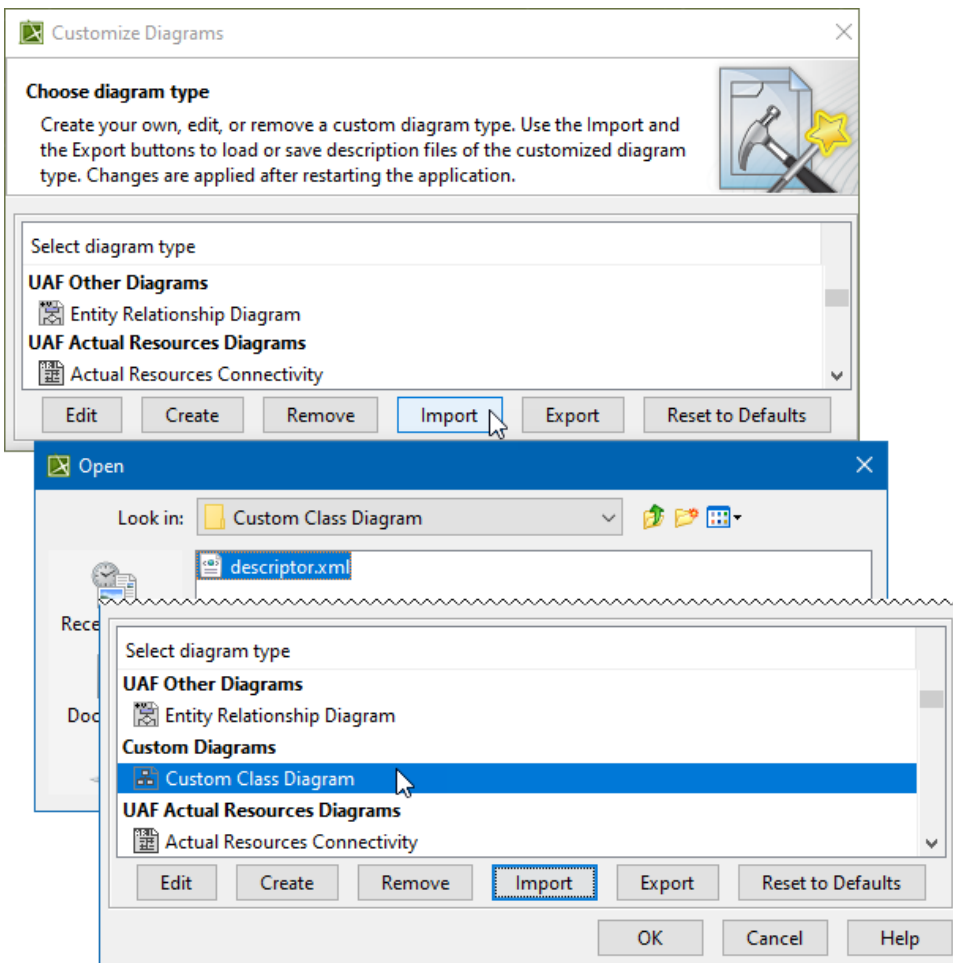 Customize Diagrams
Choose diagram type
Create your own, edit, or remove a custom diagram type. Use the Import and
the Export buttons to load or save description files of the customized diagram
type. Changes are applied after restarting the application.
Select diagram type
UAF Other Diagrams
Entity Relationship Diagram
UAF Actual Resources Diagrams
Actual Resources Connectivity
Edit Create Remove Import Export Reset to Defaults
Open
Look in: Custom Class Diagram
descriptor.xml
Rece
Select diagram type
UAF Other Diagrams
Doc
Entity Relationship Diagram
Custom Diagrams
Custom Class Diagram
UAF Actual Resources Diagrams
Actual Resources Connectivity
Edit Create Remove Import Export Reset to Defaults
OK Cancel Help